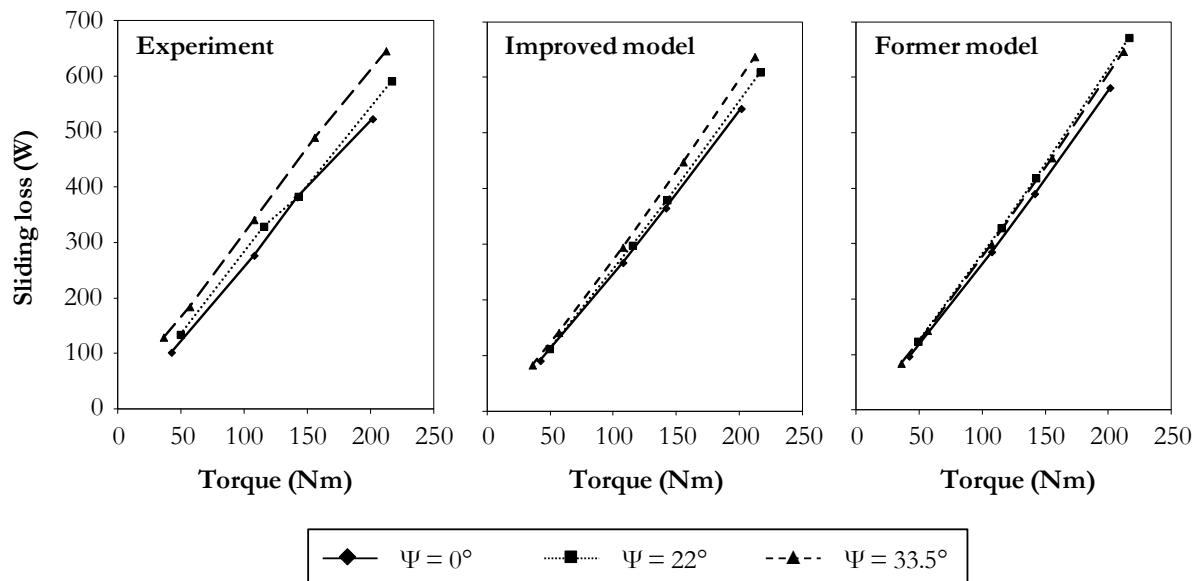 Experiment
Improved model
Former model
Sliding loss (W)
700
600
500
400
300
200
100
0
0 50 100 150 200 250
0 50 100 150 200 250
0 50 100 150 200 250
Torque (Nm)
Torque (Nm)
Torque (Nm)
Ψ = 0°
Ψ = 22°
Ψ = 33.5°